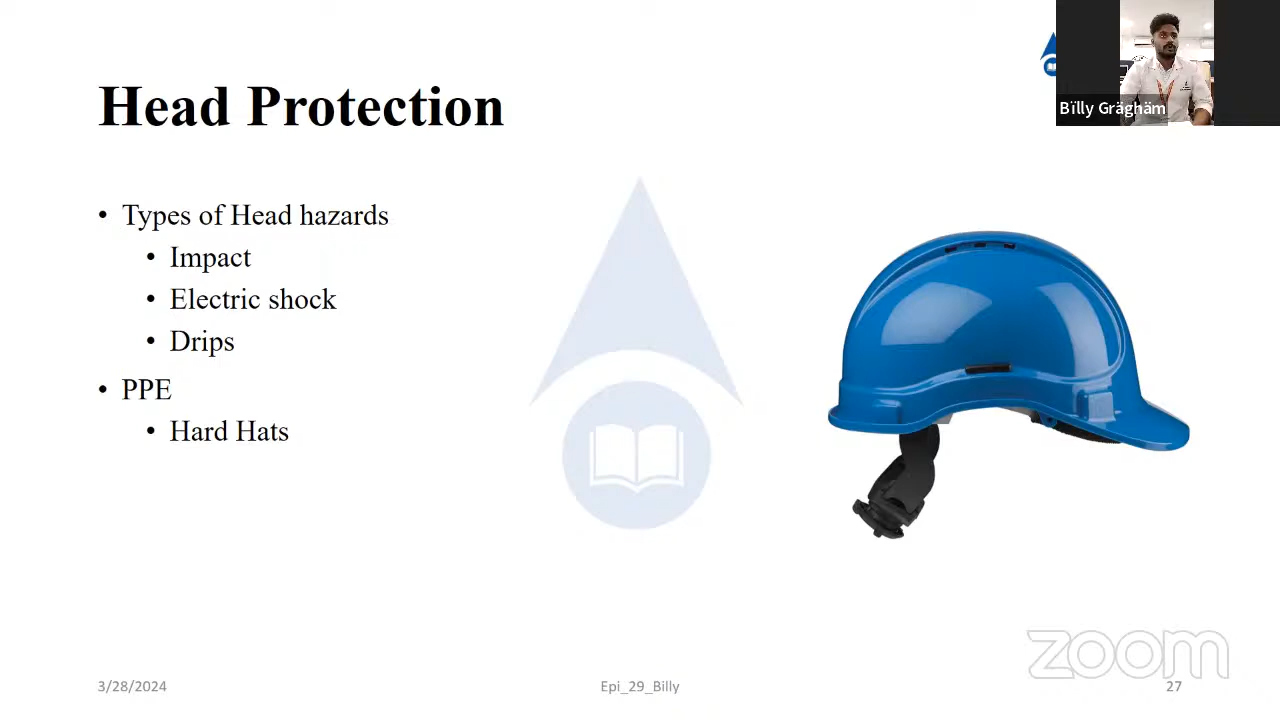 Head Protection
Bïlly Gräghäm
• Types of Head hazards
• Impact
• Electric shock
• Drips
• PPE
• Hard Hats
zoom
3/28/2024
Epi_29_Billy
27